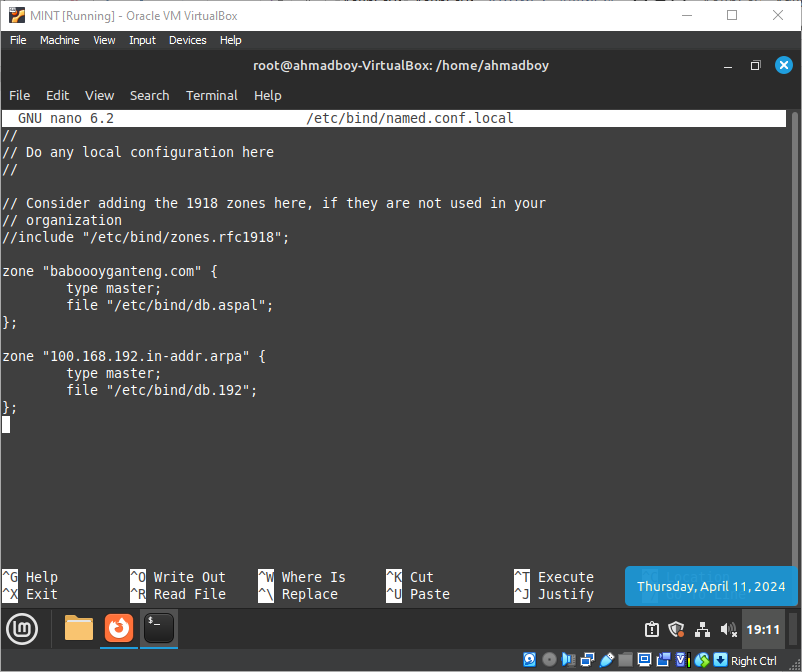 MINT [Running] - Oracle VM VirtualBox
File Machine View Input Devices Help
root@ahmadboy-VirtualBox: /home/ahmadboy
File Edit View Search Terminal Help
GNU nano 6.2 /etc/bind/named.conf.local
//
// Do any local configuration here
//
// Consider adding the 1918 zones here, if they are not used in your
// organization
//include "/etc/bind/zones.rfc1918";
zone "baboooyganteng.com" {
type master;
file "/etc/bind/db.aspal";
};
zone "100.168.192.in-addr.arpa" {
type master;
file "/etc/bind/db.192";
};
^G Help ^O Write Out ^W Where Is ^K Cut ^T Execute
^X Exit ^R Read File ^\ Replace ^U Paste ^J Justify
Thursday, April 11, 2024
19:11
Right Ctrl